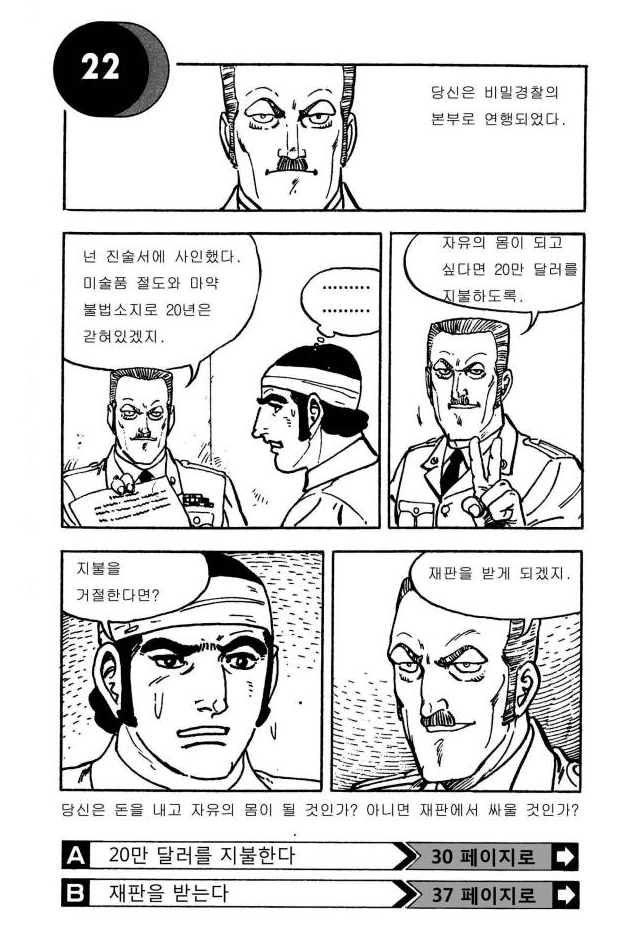 22
당신은 비밀경찰의
본부로 연행되었다.
넌 진술서에 사인했다.
미술품 절도와 마약
불법소지로 20년은
갇혀있겠지.
………
………
자유의 몸이 되고
싶다면 20만 달러를
지불하도록.
지불을
거절한다면?
재판을 받게 되겠지.
당신은 돈을 내고 자유의 몸이 될 것인가? 아니면 재판에서 싸울 것인가?
A 20만 달러를 지불한다 30 페이지로
B 재판을 받는다 37 페이지로